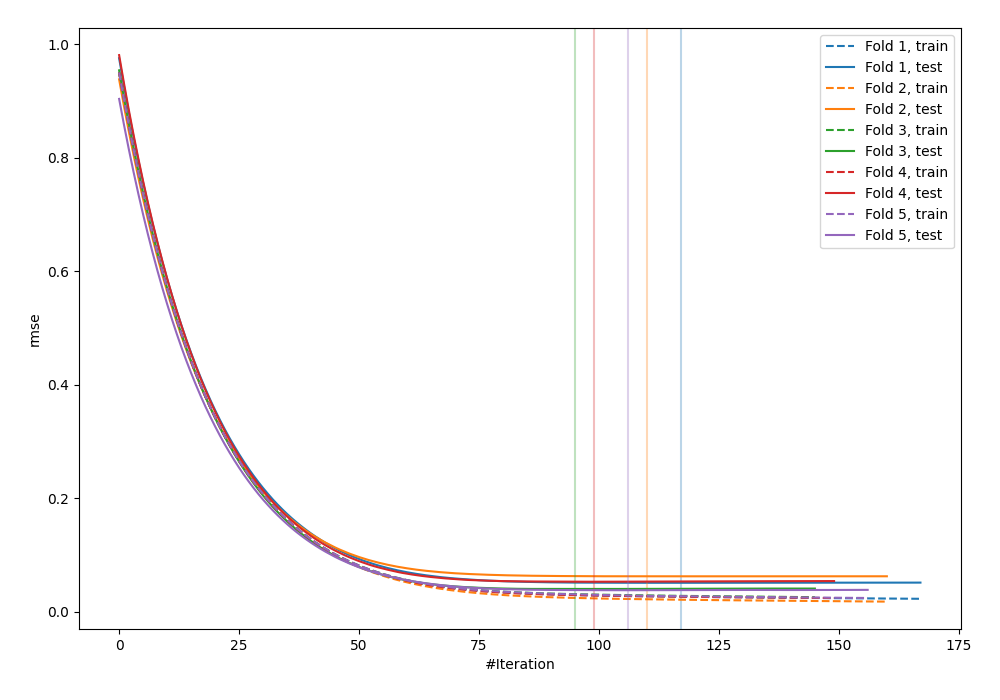 1.0
0.8
0.6
0.4
0.2
0.0
rmse
0
25
50
75
100
125
150
175
#Iteration
Fold 1, train
Fold 1, test
Fold 2, train
Fold 2, test
Fold 3, train
Fold 3, test
Fold 4, train
Fold 4, test
Fold 5, train
Fold 5, test